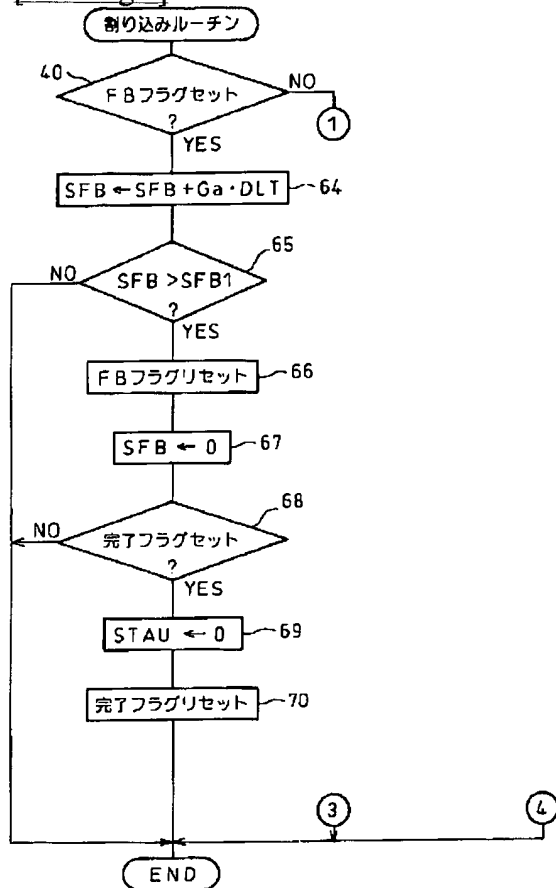 割り込みルーチン
40
FBフラグセット
?
NO
1
YES
SFB ← SFB + Ga・DLT
64
65
NO
SFB > SFB1
?
YES
FBフラグリセット
66
SFB ← 0
67
68
NO
完了フラグセット
?
YES
STAU ← 0
69
完了フラグリセット
70
3
4
END